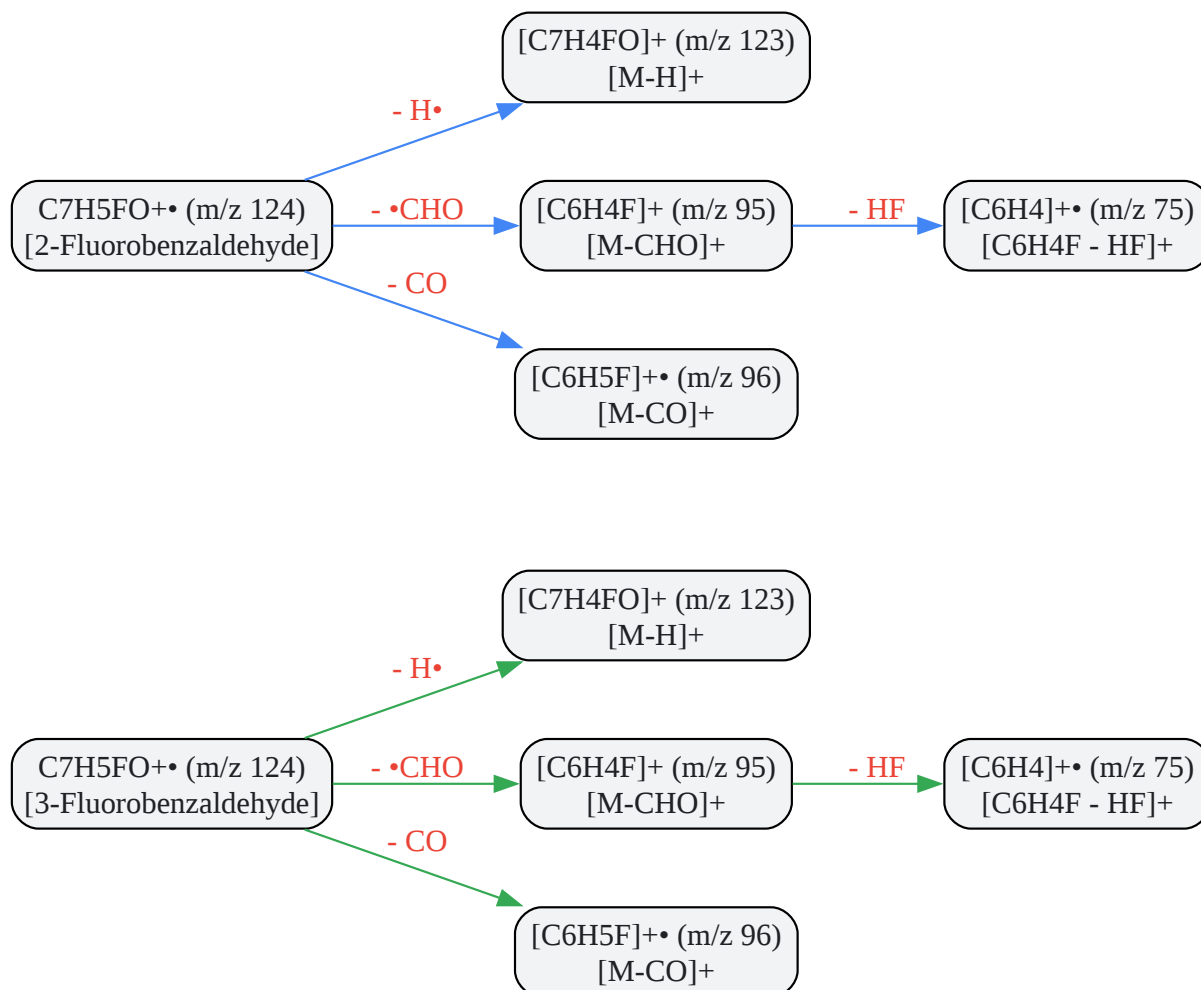 [C7H4FO]+ (m/z 123)
[M-H]+
- H•
C7H5FO+• (m/z 124)
[2-Fluorobenzaldehyde]
- •CHO
[C6H4F]+ (m/z 95)
[M-CHO]+
- HF
[C6H4]+• (m/z 75)
[C6H4F - HF]+
- CO
[C6H5F]+• (m/z 96)
[M-CO]+
[C7H4FO]+ (m/z 123)
[M-H]+
- H•
C7H5FO+• (m/z 124)
[3-Fluorobenzaldehyde]
- •CHO
[C6H4F]+ (m/z 95)
[M-CHO]+
- HF
[C6H4]+• (m/z 75)
[C6H4F - HF]+
- CO
[C6H5F]+• (m/z 96)
[M-CO]+